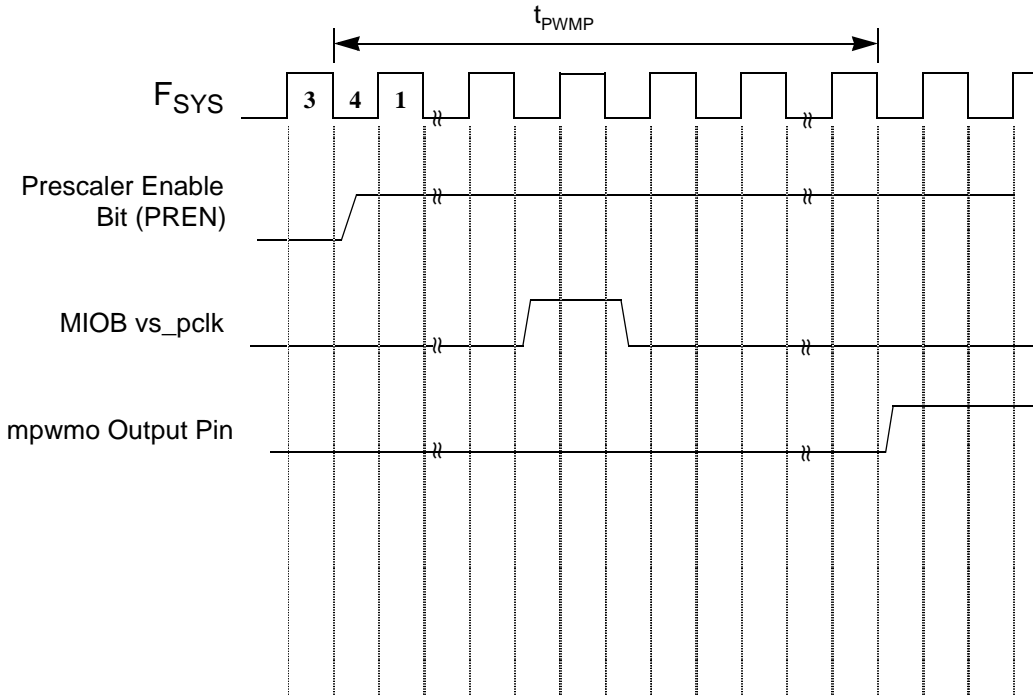 tPWMP
FSYS
3 4 1
Prescaler Enable
Bit (PREN)
MIOB vs_pclk
mpwmo Output Pin